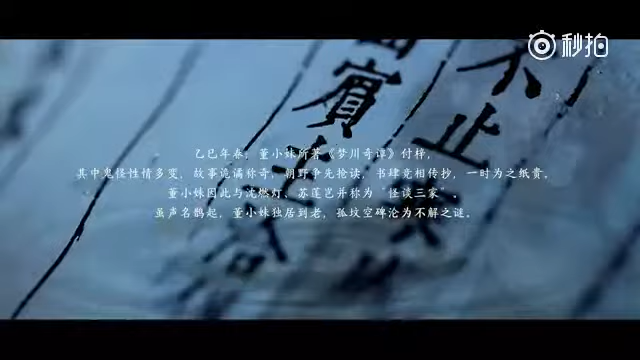 秒拍
不止
賓
乙巳年春，董小妹所著《梦川奇谭》付梓，
其中鬼怪性情多变，故事诡谲称奇，朝野争先抢读，书肆竞相传抄，一时为之纸贵。
董小妹因此与沈燃灯、苏莲岂并称为“怪谈三家”。
虽声名鹊起，董小妹独居到老，孤坟空碑沦为不解之谜。